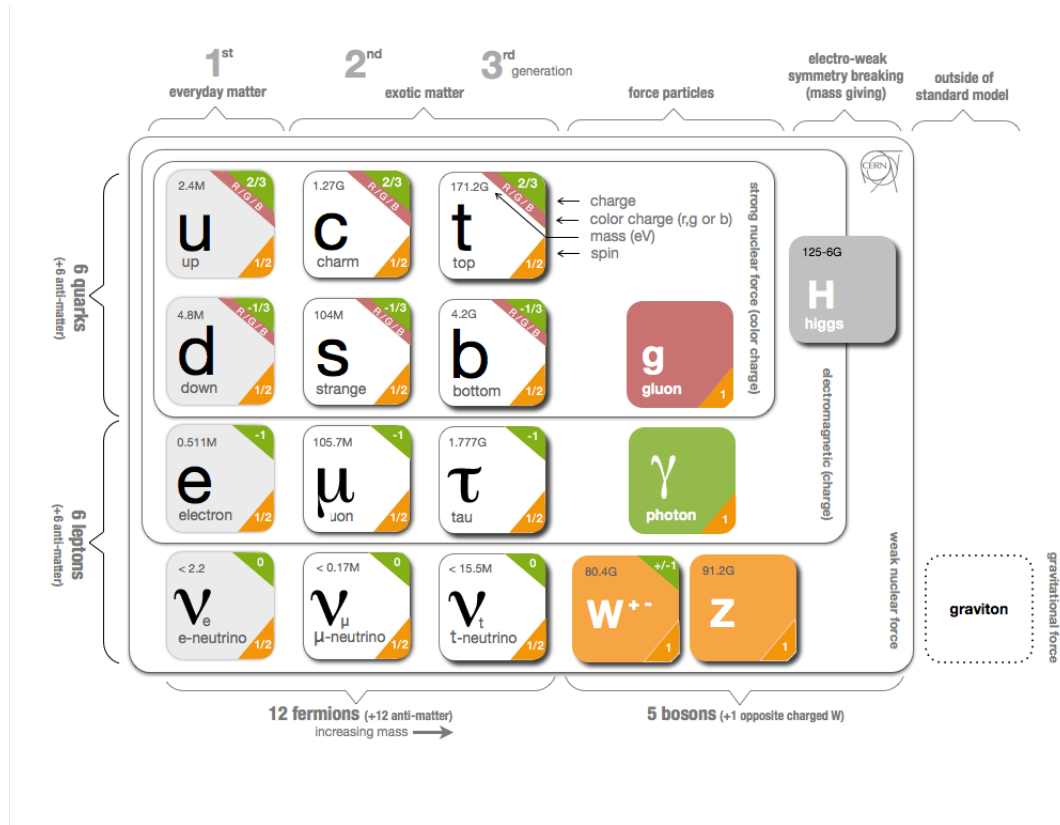 1st
everyday matter
2nd
exotic matter
3rd generation
force particles
electro-weak
symmetry breaking
(mass giving)
outside of
standard model
6 quarks
(+6 anti-matter)
6 leptons
(+6 anti-matter)
2.4M
2/3
R/G/B
u
up
1/2
1.27G
2/3
R/G/B
c
charm
1/2
171.2G
2/3
R/G/B
t
top
1/2
charge
color charge (r,g or b)
mass (eV)
spin
4.8M
-1/3
R/G/B
d
down
1/2
104M
-1/3
R/G/B
s
strange
1/2
4.2G
-1/3
R/G/B
b
bottom
1/2
g
gluon
1
strong nuclear force (color charge)
CERN
125-6G
H
higgs
0.511M
-1
e
electron
1/2
105.7M
-1
μ
uon
1/2
1.777G
-1
τ
tau
1/2
γ
photon
1
electromagnetic (charge)
< 2.2
0
νe
e-neutrino
1/2
< 0.17M
0
νμ
μ-neutrino
1/2
< 15.5M
0
νt
t-neutrino
1/2
80.4G
+/-1
W+-
1
91.2G
Z
1
weak nuclear force
graviton
gravitational force
12 fermions (+12 anti-matter)
increasing mass
5 bosons (+1 opposite charged W)